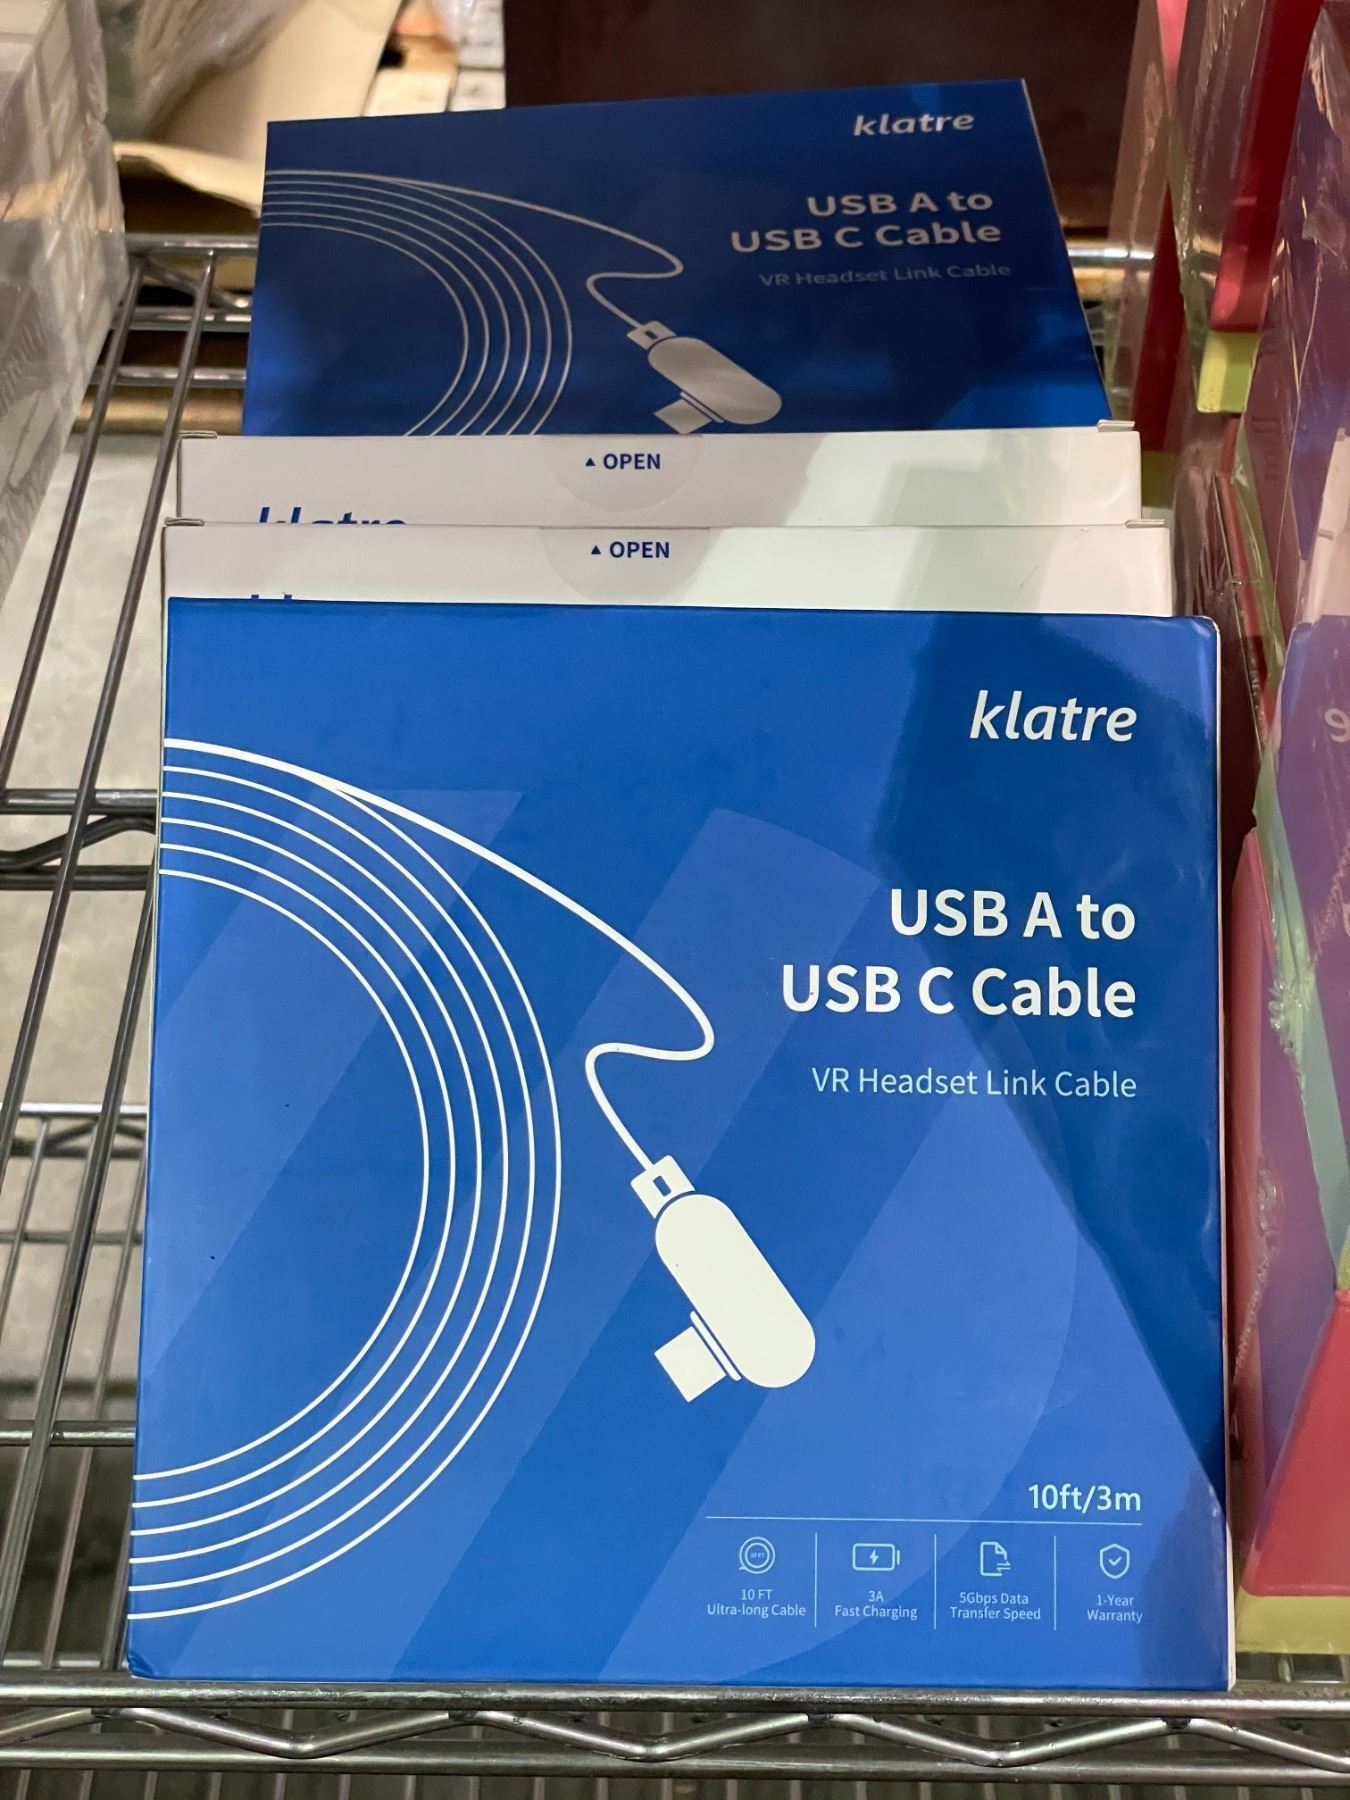 klatre
USB A to
USB C Cable
VR Headset Link Cable
▲ OPEN
klatre
▲ OPEN
klatre
USB A to
USB C Cable
VR Headset Link Cable
10ft/3m
10 FT
Ultra-long Cable
3A
Fast Charging
5Gbps Data
Transfer Speed
1-Year
Warranty